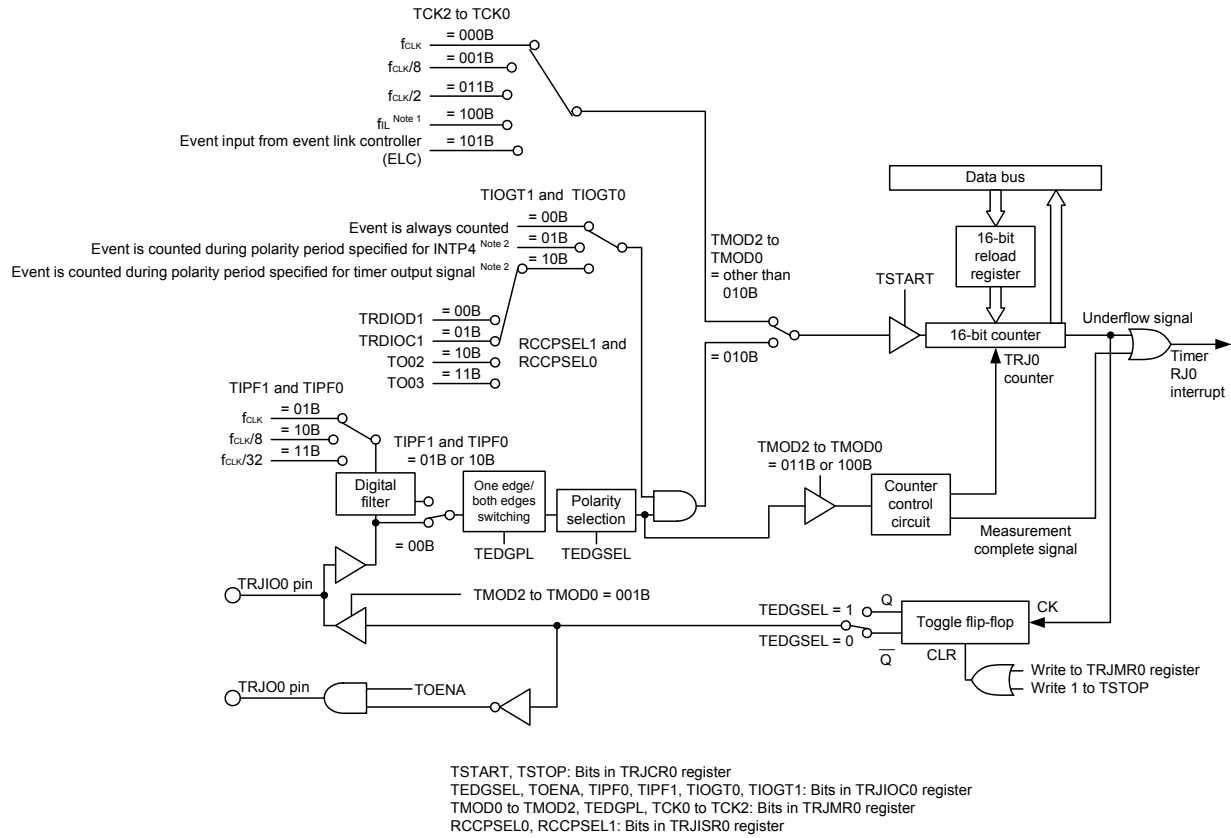 TCK2 to TCK0
fCLK = 000B
fCLK/8 = 001B
fCLK/2 = 011B
fIL Note 1 = 100B
Event input from event link controller
(ELC)
= 101B
TIOGT1 and TIOGT0
Event is always counted = 00B
Event is counted during polarity period specified for INTP4 Note 2 = 01B
Event is counted during polarity period specified for timer output signal Note 2 = 10B
TRDIOD1 = 00B
TRDIOC1 = 01B
TO02 = 10B
TO03 = 11B
RCCPSEL1 and
RCCPSEL0
TMOD2 to
TMOD0
= other than
010B
= 010B
Data bus
16-bit
reload
register
TSTART
16-bit counter
Underflow signal
TRJ0
counter
Timer
RJ0
interrupt
TIPF1 and TIPF0
fCLK = 01B
fCLK/8 = 10B
fCLK/32 = 11B
Digital
filter
TIPF1 and TIPF0
= 01B or 10B
= 00B
One edge/
both edges
switching
TEDGPL
Polarity
selection
TEDGSEL
TMOD2 to TMOD0
= 011B or 100B
Counter
control
circuit
Measurement
complete signal
TRJIO0 pin
TMOD2 to TMOD0 = 001B
TEDGSEL = 1
TEDGSEL = 0
Q
Q
Toggle flip-flop
CK
CLR
Write to TRJMR0 register
Write 1 to TSTOP
TRJO0 pin
TOENA
TSTART, TSTOP: Bits in TRJCR0 register
TEDGSEL, TOENA, TIPF0, TIPF1, TIOGT0, TIOGT1: Bits in TRJIOC0 register
TMOD0 to TMOD2, TEDGPL, TCK0 to TCK2: Bits in TRJMR0 register
RCCPSEL0, RCCPSEL1: Bits in TRJISR0 register